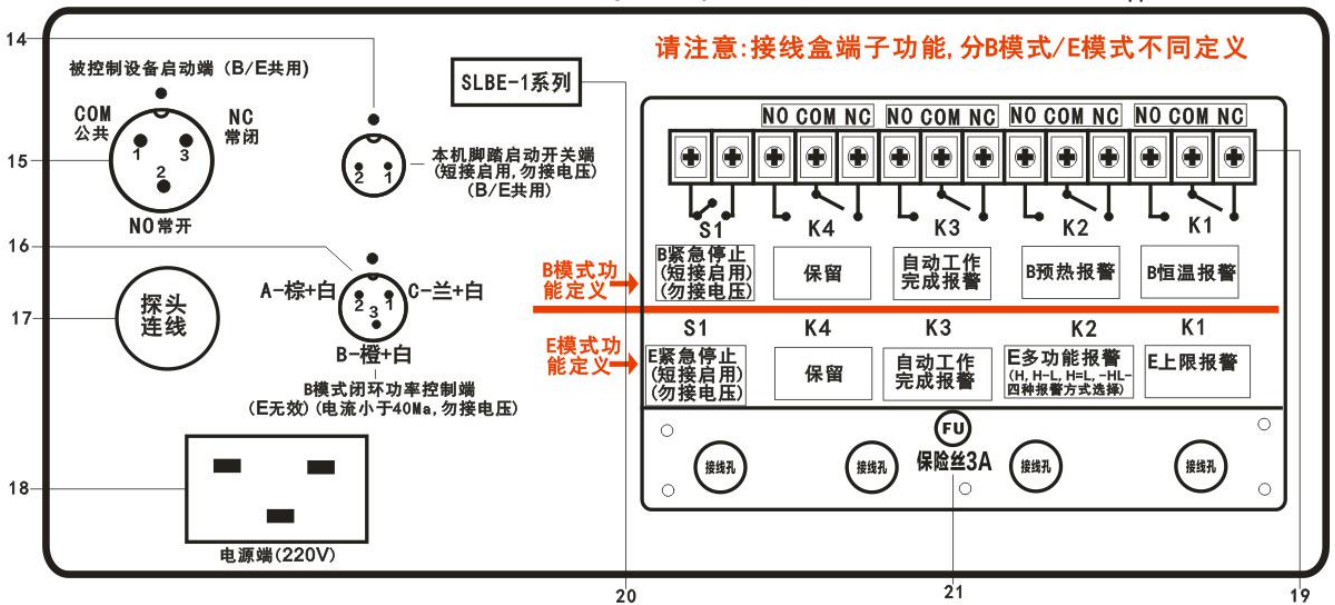 14
请注意:接线盒端子功能,分B模式/E模式不同定义
被控制设备启动端 (B/E共用)
SLBE-1系列
COM
公共
NC
常闭
1
3
2
NO常开
15
2
1
本机脚踏启动开关端
(短接启用,勿接电压)
(B/E共用)
NO COM NC
NO COM NC
NO COM NC
NO COM NC
S1
K4
K3
K2
K1
16
B模式功
能定义
B紧急停止
(短接启用)
(勿接电压)
保留
自动工作
完成报警
B预热报警
B恒温报警
A-棕+白
2
3
1
C-兰+白
B-橙+白
B模式闭环功率控制端
(E无效)(电流小于40Ma,勿接电压)
17
探头
连线
S1
K4
K3
K2
K1
E模式功
能定义
E紧急停止
(短接启用)
(勿接电压)
保留
自动工作
完成报警
E多功能报警
(H, H-L, H=L, -HL-
四种报警方式选择)
E上限报警
FU
保险丝3A
接线孔
接线孔
接线孔
接线孔
18
电源端(220V)
20
21
19